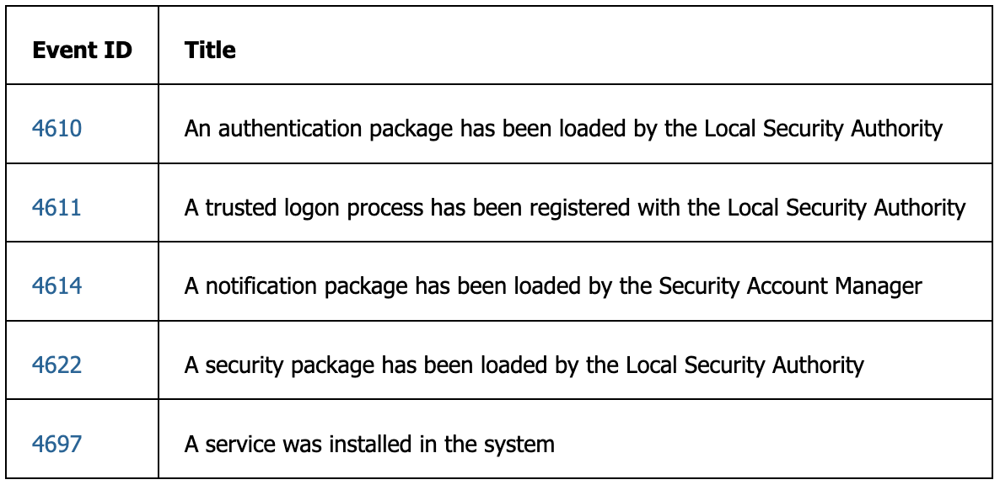 Event ID Title
4610 An authentication package has been loaded by the Local Security Authority
4611 A trusted logon process has been registered with the Local Security Authority
4614 A notification package has been loaded by the Security Account Manager
4622 A security package has been loaded by the Local Security Authority
4697 A service was installed in the system